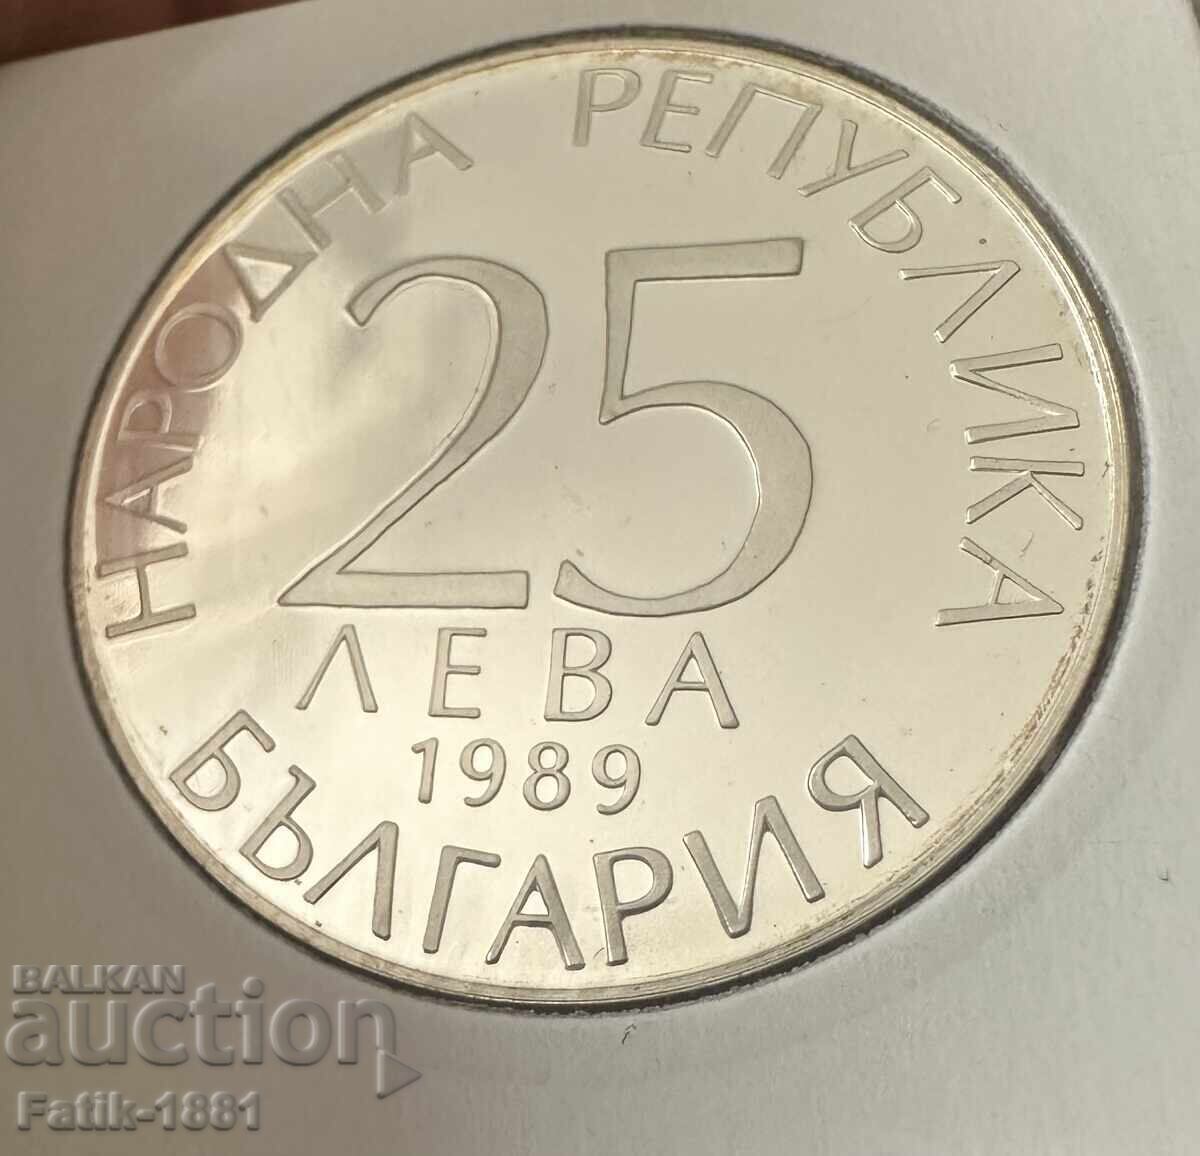 НАРОДНА РЕПУБЛИКА
25
ЛЕВА
1989
БЪЛГАРИЯ
BALKAN
auction
Fatik-1881